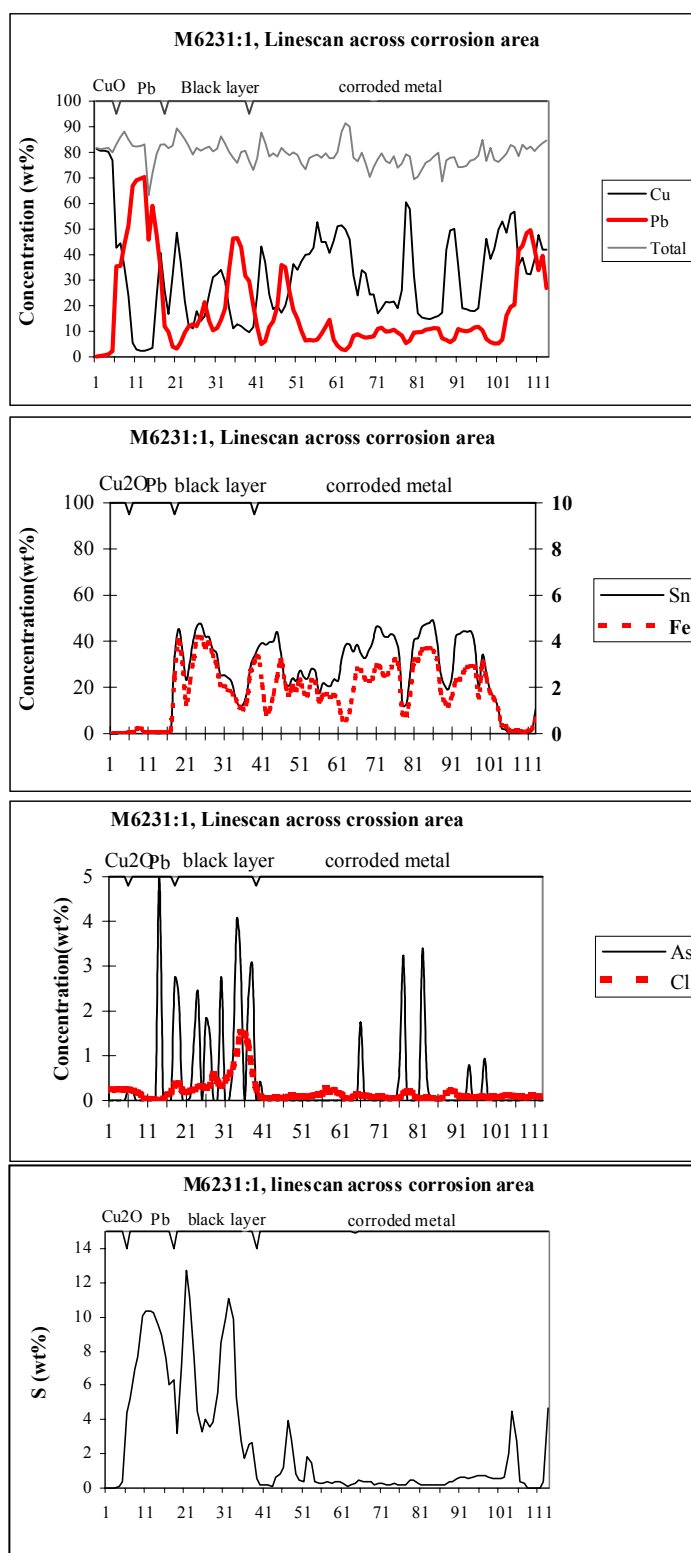 M6231:1, Linescan across corrosion area
CuO Pb Black layer corroded metal
100
90
80
70
60
50
40
30
20
10
0
Concentration (wt%)
1 11 21 31 41 51 61 71 81 91 101 111
Cu
Pb
Total
M6231:1, Linescan across corrosion area
Cu2O Pb black layer corroded metal
100
80
60
40
20
0
10
8
6
4
2
0
Concentration(wt%)
1 11 21 31 41 51 61 71 81 91 101 111
Sn
Fe
M6231:1, Linescan across crossion area
Cu2O Pb black layer corroded metal
5
4
3
2
1
0
Concentration(wt%)
1 11 21 31 41 51 61 71 81 91 101 111
As
Cl
M6231:1, linescan across corrosion area
Cu2O Pb black layer corroded metal
14
12
10
8
6
4
2
0
S (wt%)
1 11 21 31 41 51 61 71 81 91 101 111